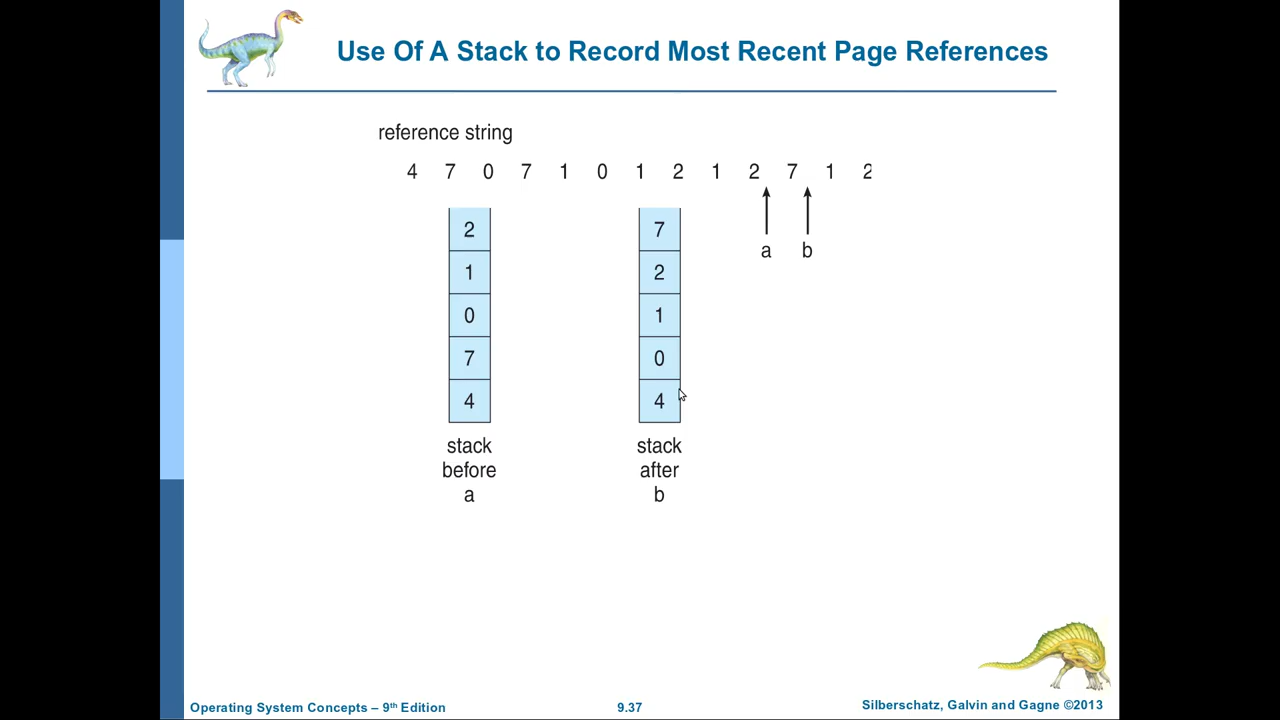 Use Of A Stack to Record Most Recent Page References
reference string
4 7 0 7 1 0 1 2 1 2 7 1 2
a b
2
1
0
7
4
stack
before
a
7
2
1
0
4
stack
after
b
Operating System Concepts – 9th Edition
9.37
Silberschatz, Galvin and Gagne ©2013